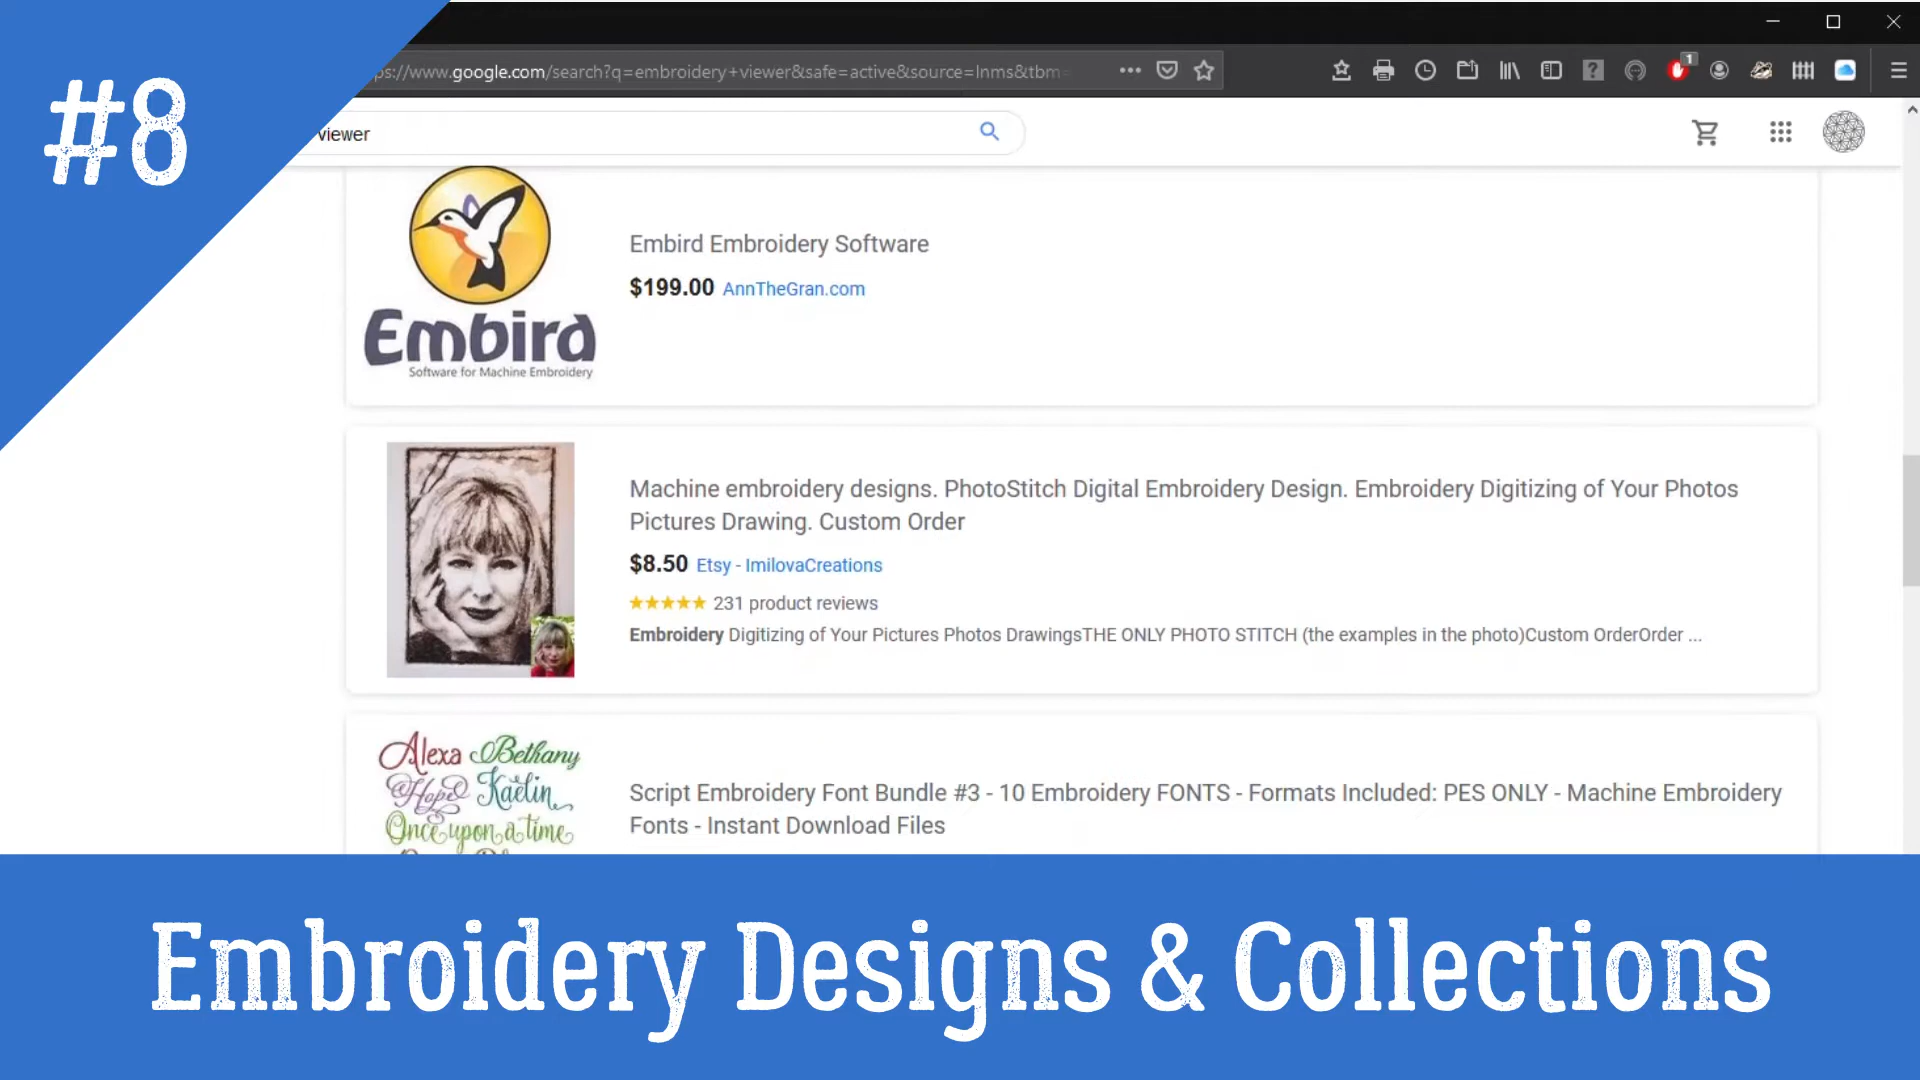 #8
ps://www.google.com/search?q=embroidery+viewer&safe=active&source=lnms&tbm=
1
viewer
Embird
Software for Machine Embroidery
Embird Embroidery Software
$199.00 AnnTheGran.com
Machine embroidery designs. PhotoStitch Digital Embroidery Design. Embroidery Digitizing of Your Photos
Pictures Drawing. Custom Order
$8.50 Etsy - ImilovaCreations
★★★★★ 231 product reviews
Embroidery Digitizing of Your Pictures Photos DrawingsTHE ONLY PHOTO STITCH (the examples in the photo)Custom OrderOrder ...
Alexa Bethany
Hope Kaelin
Once upon a time
Script Embroidery Font Bundle #3 - 10 Embroidery FONTS - Formats Included: PES ONLY - Machine Embroidery
Fonts - Instant Download Files
Embroidery Designs & Collections